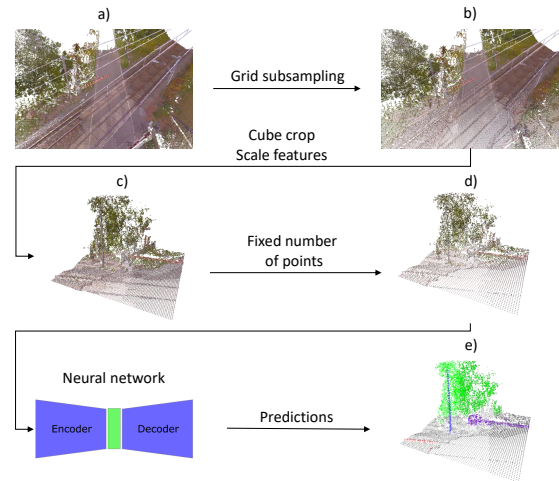 a)
b)
Grid subsampling
Cube crop
Scale features
c)
d)
Fixed number
of points
e)
Neural network
Encoder
Decoder
Predictions